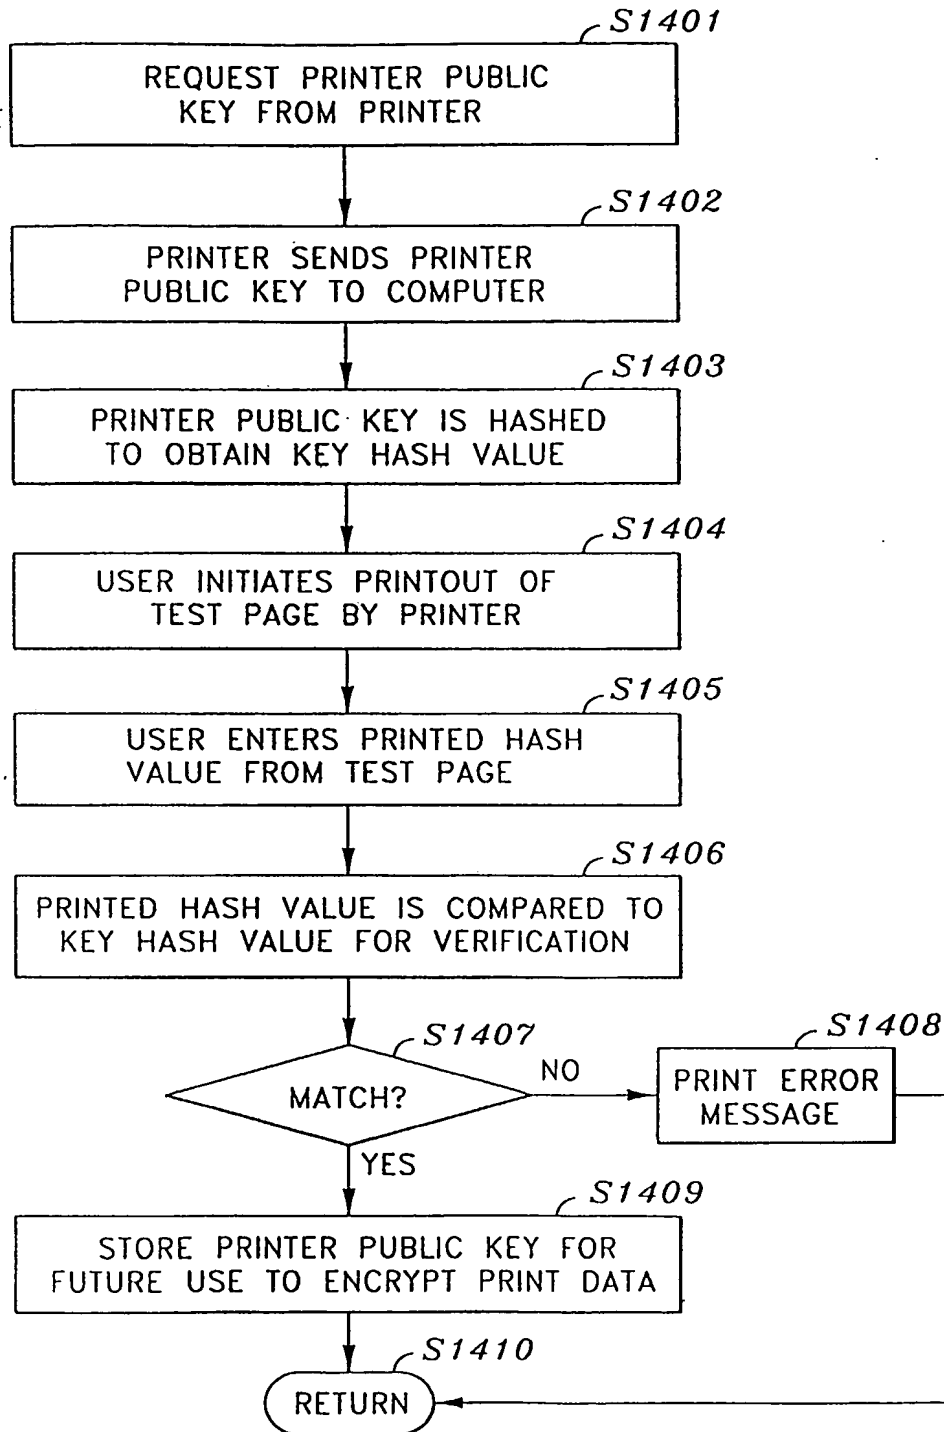 S1401
REQUEST PRINTER PUBLIC
KEY FROM PRINTER
S1402
PRINTER SENDS PRINTER
PUBLIC KEY TO COMPUTER
S1403
PRINTER PUBLIC KEY IS HASHED
TO OBTAIN KEY HASH VALUE
S1404
USER INITIATES PRINTOUT OF
TEST PAGE BY PRINTER
S1405
USER ENTERS PRINTED HASH
VALUE FROM TEST PAGE
S1406
PRINTED HASH VALUE IS COMPARED TO
KEY HASH VALUE FOR VERIFICATION
S1407
MATCH?
NO
S1408
PRINT ERROR
MESSAGE
YES
S1409
STORE PRINTER PUBLIC KEY FOR
FUTURE USE TO ENCRYPT PRINT DATA
S1410
RETURN